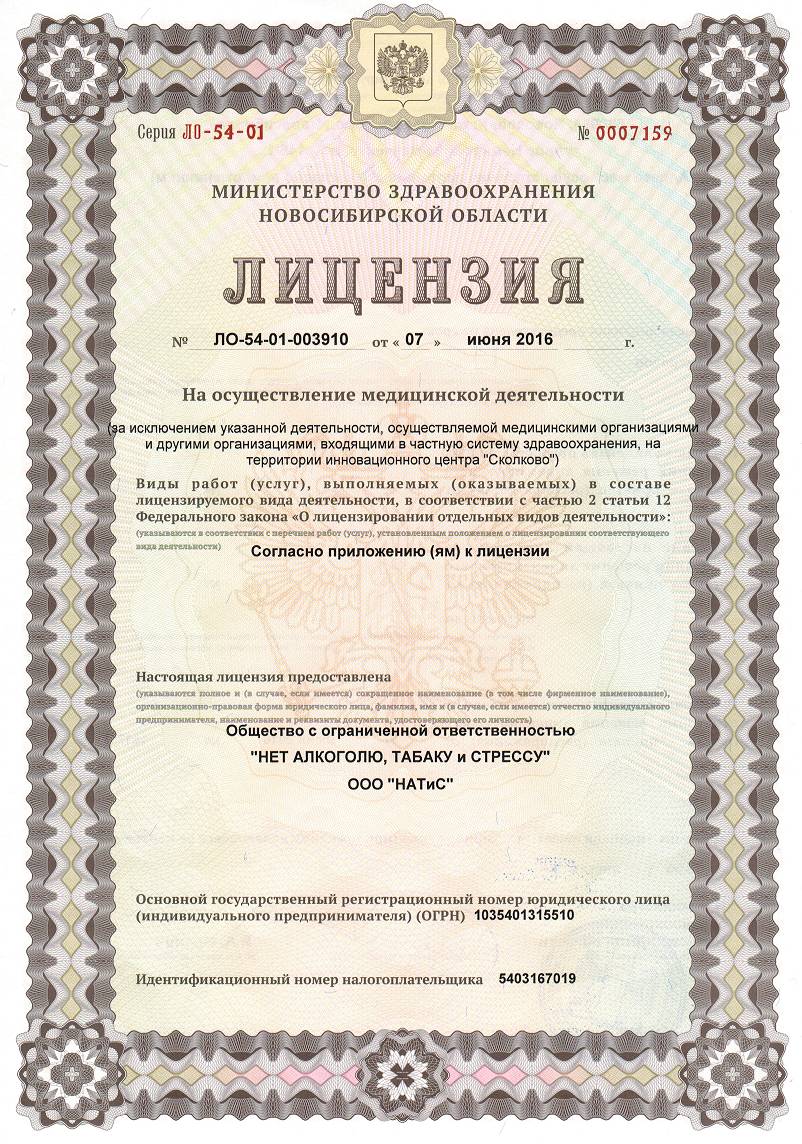 Серия ЛО-54-01 № 0007159
МИНИСТЕРСТВО ЗДРАВООХРАНЕНИЯ
НОВОСИБИРСКОЙ ОБЛАСТИ
ЛИЦЕНЗИЯ
№ ЛО-54-01-003910 от « 07 » июня 2016 г.
На осуществление медицинской деятельности
(за исключением указанной деятельности, осуществляемой медицинскими организациями
и другими организациями, входящими в частную систему здравоохранения, на
территории инновационного центра "Сколково")
Виды работ (услуг), выполняемых (оказываемых) в составе
лицензируемого вида деятельности, в соответствии с частью 2 статьи 12
Федерального закона «О лицензировании отдельных видов деятельности»:
(указываются в соответствии с перечнем работ (услуг), установленным положением о лицензировании соответствующего
вида деятельности)
Согласно приложению (ям) к лицензии
Настоящая лицензия предоставлена
(указываются полное и (в случае, если имеется) сокращенное наименование (в том числе фирменное наименование),
организационно-правовая форма юридического лица, фамилия, имя и (в случае, если имеется) отчество индивидуального
предпринимателя, наименование и реквизиты документа, удостоверяющего его личность)
Общество с ограниченной ответственностью
"НЕТ АЛКОГОЛЮ, ТАБАКУ и СТРЕССУ"
ООО "НАТиС"
Основной государственный регистрационный номер юридического лица
(индивидуального предпринимателя) (ОГРН) 1035401315510
Идентификационный номер налогоплательщика 5403167019